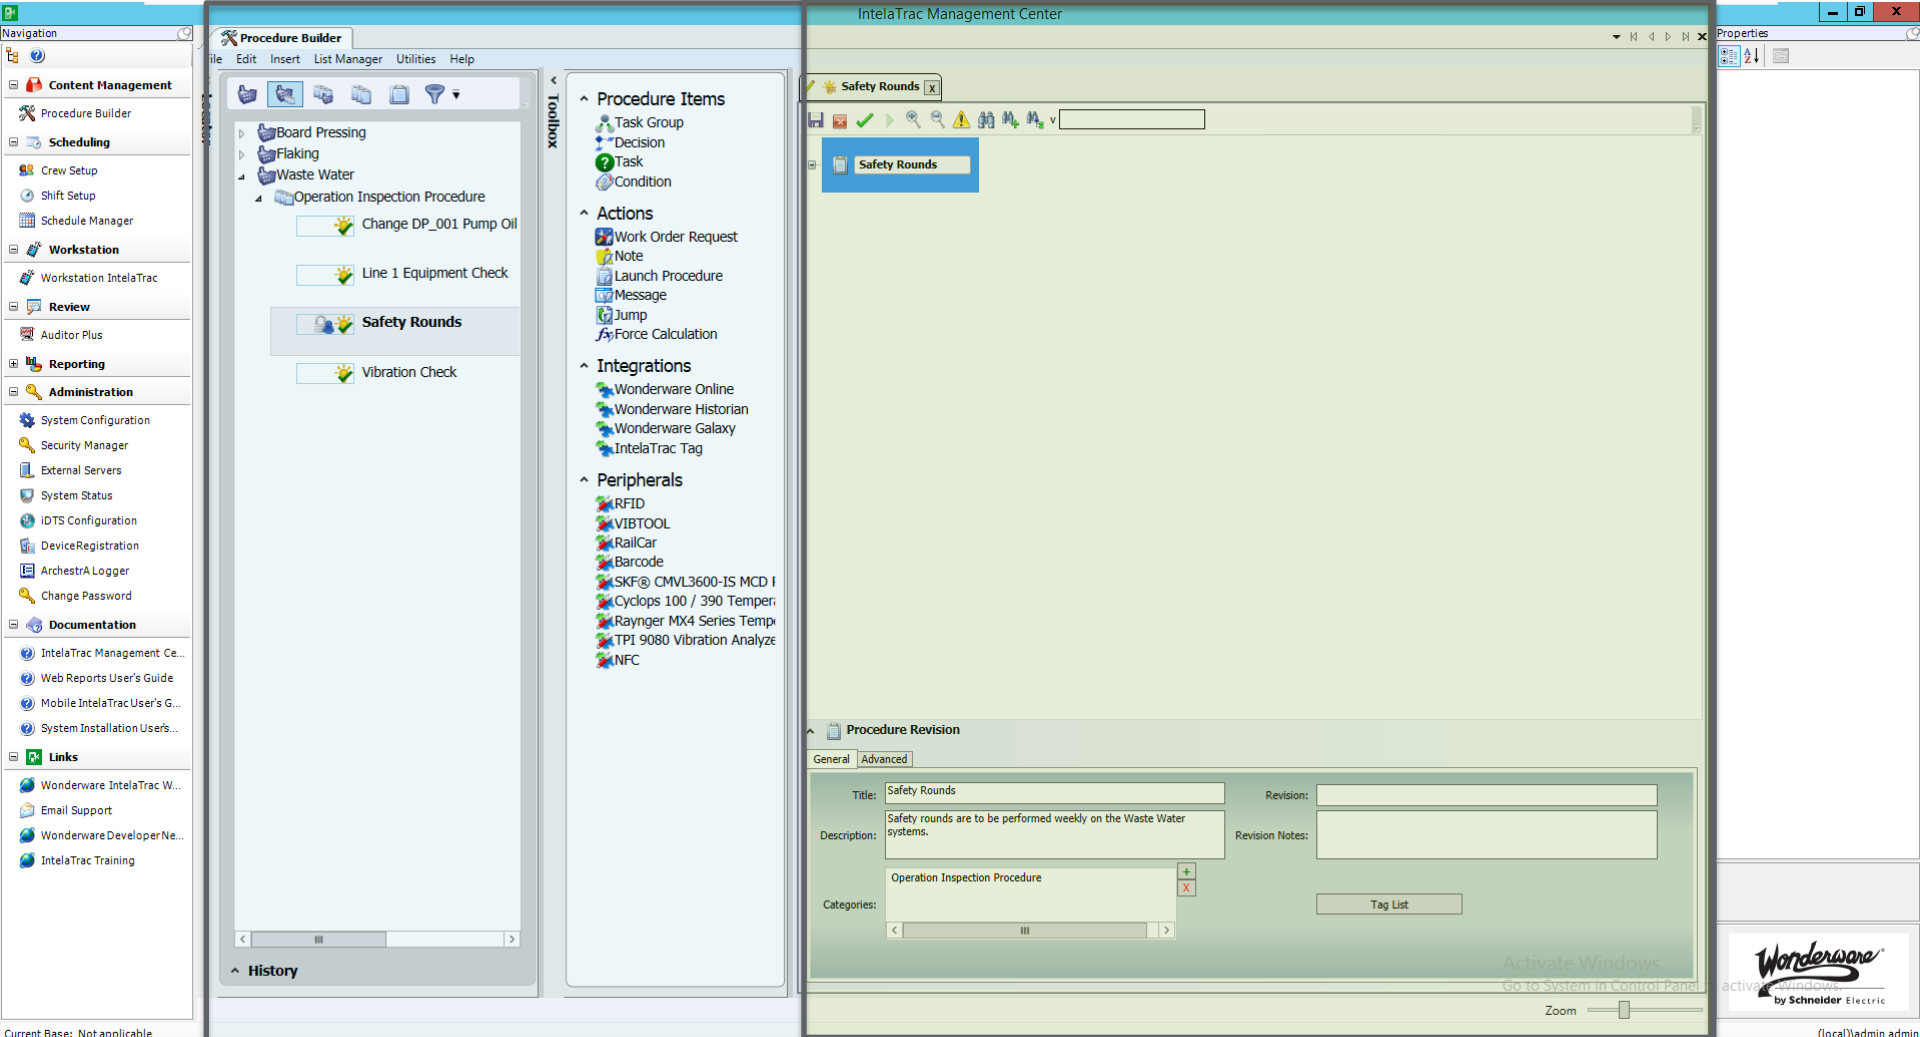 IntelaTrac Management Center
Navigation
Content Management
Procedure Builder
Scheduling
Crew Setup
Shift Setup
Schedule Manager
Workstation
Workstation IntelaTrac
Review
Auditor Plus
Reporting
Administration
System Configuration
Security Manager
External Servers
System Status
iDTS Configuration
DeviceRegistration
ArchestrA Logger
Change Password
Documentation
IntelaTrac Management Ce...
Web Reports User's Guide
Mobile IntelaTrac User's G...
System Installation User's...
Links
Wonderware IntelaTrac W...
Email Support
Wonderware Developer Ne...
IntelaTrac Training
Current Base: Not applicable
Procedure Builder
ile Edit Insert List Manager Utilities Help
Board Pressing
Flaking
Waste Water
Operation Inspection Procedure
Change DP_001 Pump Oil
Line 1 Equipment Check
Safety Rounds
Vibration Check
History
Toolbox
Procedure Items
Task Group
Decision
Task
Condition
Actions
Work Order Request
Note
Launch Procedure
Message
Jump
Force Calculation
Integrations
Wonderware Online
Wonderware Historian
Wonderware Galaxy
IntelaTrac Tag
Peripherals
RFID
VIBTOOL
RailCar
Barcode
SKF® CMVL3600-IS MCD
Cyclops 100 / 390 Tempera
Raynger MX4 Series Tempe
TPI 9080 Vibration Analyze
NFC
Safety Rounds x
Safety Rounds
Procedure Revision
General Advanced
Title: Safety Rounds
Description: Safety rounds are to be performed weekly on the Waste Water
systems.
Categories: Operation Inspection Procedure
Revision:
Revision Notes:
Tag List
Activate Windows
Go to System in Control Panel activate Windows.
Zoom
Properties
Wonderware
by Schneider Electric
(local)\admin admin